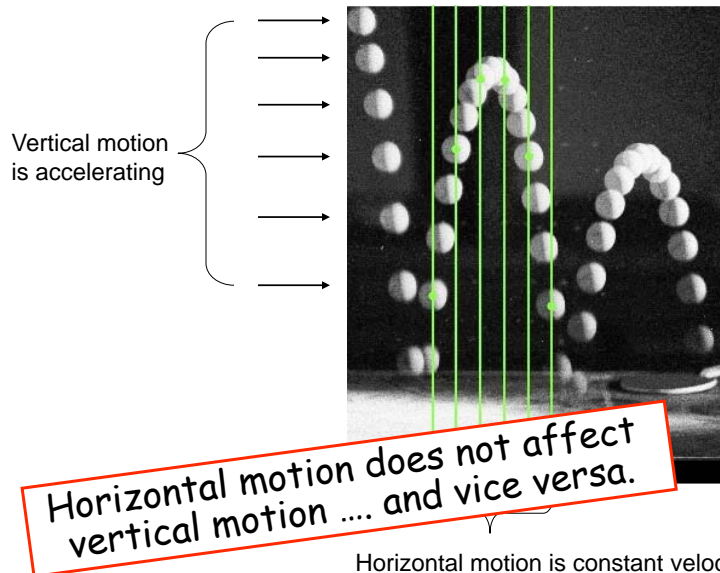 Vertical motion
is accelerating
Horizontal motion does not affect
vertical motion .... and vice versa.
Horizontal motion is constant veloc